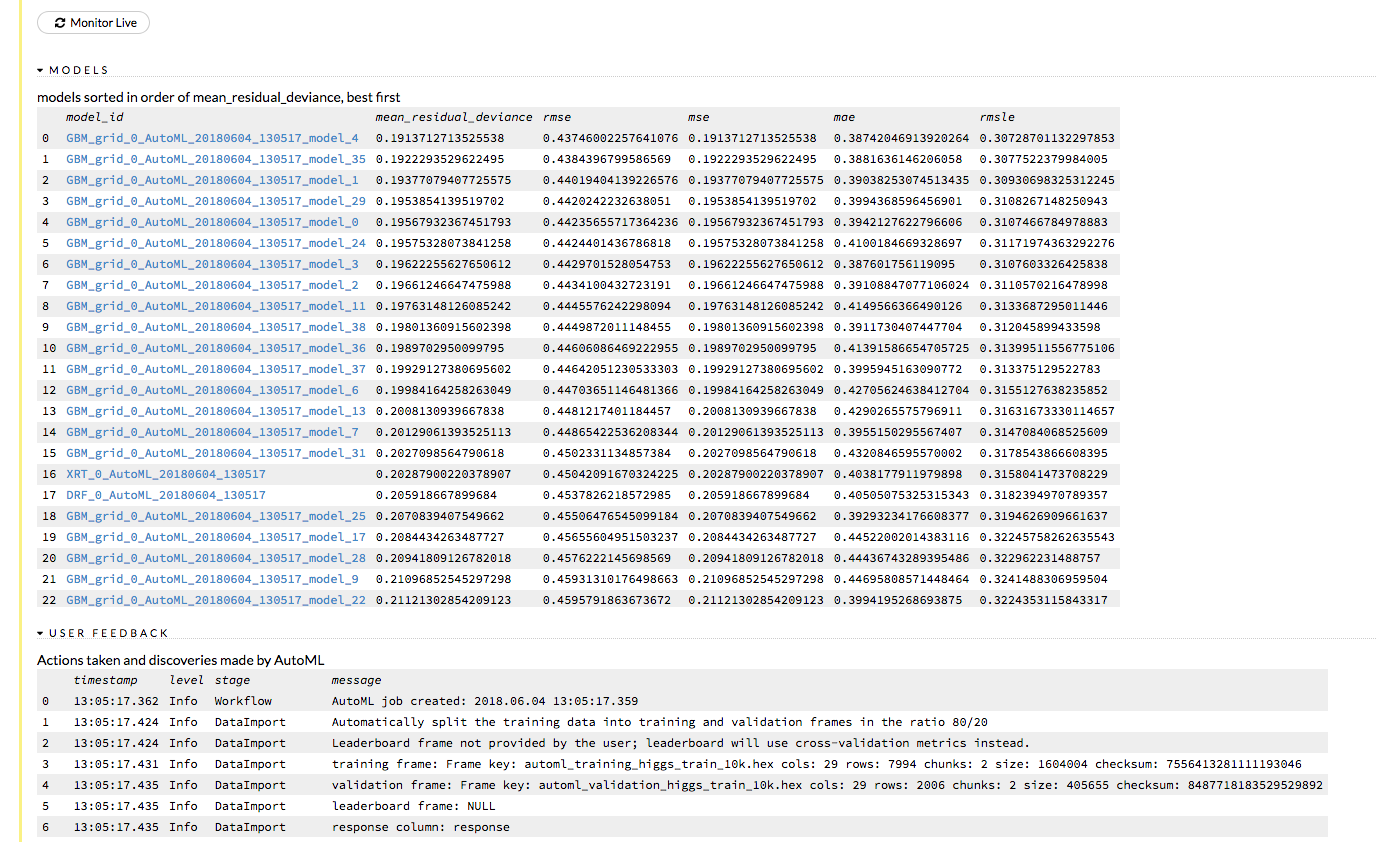 Monitor Live
MODELS
models sorted in order of mean_residual_deviance, best first
model_id mean_residual_deviance rmse mse mae rmsle
0 GBM_grid_0_AutoML_20180604_130517_model_4 0.1913712713525538 0.43746002257641076 0.1913712713525538 0.38742046913920264 0.30728701132297853
1 GBM_grid_0_AutoML_20180604_130517_model_35 0.1922293529622495 0.4384396799586569 0.1922293529622495 0.3881636146206058 0.3077522379984005
2 GBM_grid_0_AutoML_20180604_130517_model_1 0.19377079407725575 0.44019404139226576 0.19377079407725575 0.39038253074513435 0.30930698325312245
3 GBM_grid_0_AutoML_20180604_130517_model_29 0.1953854139519702 0.4420242232638051 0.1953854139519702 0.3994368596456901 0.3108267148250943
4 GBM_grid_0_AutoML_20180604_130517_model_0 0.19567932367451793 0.44235655717364236 0.19567932367451793 0.3942127622796606 0.3107466784978883
5 GBM_grid_0_AutoML_20180604_130517_model_24 0.19575328073841258 0.4424401436786818 0.19575328073841258 0.4100184669328697 0.31171974363292276
6 GBM_grid_0_AutoML_20180604_130517_model_3 0.19622255627650612 0.4429701528054753 0.19622255627650612 0.387601756119095 0.3107603326425838
7 GBM_grid_0_AutoML_20180604_130517_model_2 0.19661246647475988 0.4434100432723191 0.19661246647475988 0.39108847077106024 0.3110570216478998
8 GBM_grid_0_AutoML_20180604_130517_model_11 0.19763148126085242 0.4445576242298094 0.19763148126085242 0.4149566366490126 0.3133687295011446
9 GBM_grid_0_AutoML_20180604_130517_model_38 0.19801360915602398 0.4449872011148455 0.19801360915602398 0.3911730407447704 0.312045899433598
10 GBM_grid_0_AutoML_20180604_130517_model_36 0.1989702950099795 0.44606086469222955 0.1989702950099795 0.41391586654705725 0.31399511556775106
11 GBM_grid_0_AutoML_20180604_130517_model_37 0.19929127380695602 0.44642051230533303 0.19929127380695602 0.3995945163090772 0.313375129522783
12 GBM_grid_0_AutoML_20180604_130517_model_6 0.19984164258263049 0.44703651146481366 0.19984164258263049 0.42705624638412704 0.3155127638235852
13 GBM_grid_0_AutoML_20180604_130517_model_13 0.2008130939667838 0.4481217401184457 0.2008130939667838 0.4290265575796911 0.31631673330114657
14 GBM_grid_0_AutoML_20180604_130517_model_7 0.20129061393525113 0.44865422536208344 0.20129061393525113 0.3955150295567407 0.3147084068525609
15 GBM_grid_0_AutoML_20180604_130517_model_31 0.2027098564790618 0.4502331134857384 0.2027098564790618 0.4320846595570002 0.3178543866608395
16 XRT_0_AutoML_20180604_130517 0.20287900220378907 0.45042091670324225 0.20287900220378907 0.4038177911979898 0.3158041473708229
17 DRF_0_AutoML_20180604_130517 0.205918667899684 0.4537826218572985 0.205918667899684 0.40505075325315343 0.3182394970789357
18 GBM_grid_0_AutoML_20180604_130517_model_25 0.2070839407549662 0.45506476545099184 0.2070839407549662 0.39293234176608377 0.3194626909661637
19 GBM_grid_0_AutoML_20180604_130517_model_17 0.2084434263487727 0.45655604951503237 0.2084434263487727 0.44522002014383116 0.32245758262635543
20 GBM_grid_0_AutoML_20180604_130517_model_28 0.20941809126782018 0.4576222145698569 0.20941809126782018 0.44436743289395486 0.322962231488757
21 GBM_grid_0_AutoML_20180604_130517_model_9 0.21096852545297298 0.45931310176498663 0.21096852545297298 0.44695808571448464 0.3241488306959504
22 GBM_grid_0_AutoML_20180604_130517_model_22 0.21121302854209123 0.4595791863673672 0.21121302854209123 0.3994195268693875 0.3224353115843317
USER FEEDBACK
Actions taken and discoveries made by AutoML
timestamp level stage message
0 13:05:17.362 Info Workflow AutoML job created: 2018.06.04 13:05:17.359
1 13:05:17.424 Info DataImport Automatically split the training data into training and validation frames in the ratio 80/20
2 13:05:17.424 Info DataImport Leaderboard frame not provided by the user; leaderboard will use cross-validation metrics instead.
3 13:05:17.431 Info DataImport training frame: Frame key: automl_training_higgs_train_10k.hex cols: 29 rows: 7994 chunks: 2 size: 1604004 checksum: 7556413281111193046
4 13:05:17.435 Info DataImport validation frame: Frame key: automl_validation_higgs_train_10k.hex cols: 29 rows: 2006 chunks: 2 size: 405655 checksum: 8487718183529529892
5 13:05:17.435 Info DataImport leaderboard frame: NULL
6 13:05:17.435 Info DataImport response column: response